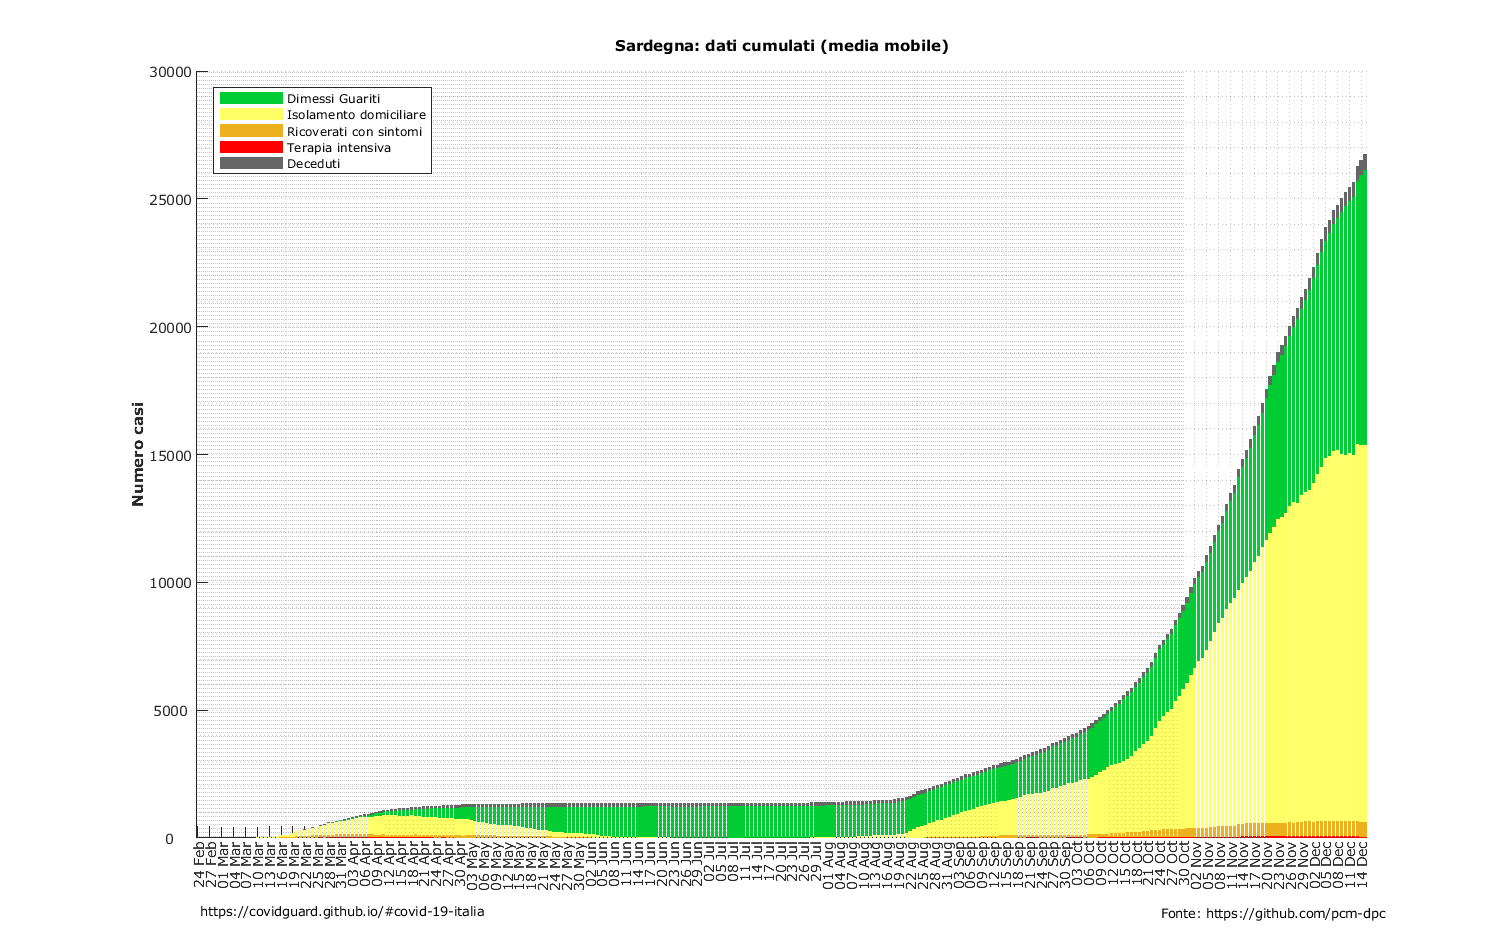 Sardegna: dati cumulati (media mobile)
30000
25000
20000
15000
10000
5000
0
Numero casi
Dimessi Guariti
Isolamento domiciliare
Ricoverati con sintomi
Terapia intensiva
Deceduti
24 Feb
27 Feb
01 Mar
04 Mar
07 Mar
10 Mar
13 Mar
16 Mar
19 Mar
22 Mar
25 Mar
28 Mar
31 Mar
03 Apr
06 Apr
09 Apr
12 Apr
15 Apr
18 Apr
21 Apr
24 Apr
27 Apr
30 Apr
03 May
06 May
09 May
12 May
15 May
18 May
21 May
24 May
27 May
30 May
02 Jun
05 Jun
08 Jun
11 Jun
14 Jun
17 Jun
20 Jun
23 Jun
26 Jun
29 Jun
02 Jul
05 Jul
08 Jul
11 Jul
14 Jul
17 Jul
20 Jul
23 Jul
26 Jul
29 Jul
01 Aug
04 Aug
07 Aug
10 Aug
13 Aug
16 Aug
19 Aug
22 Aug
25 Aug
28 Aug
31 Aug
03 Sep
06 Sep
09 Sep
12 Sep
15 Sep
18 Sep
21 Sep
24 Sep
27 Sep
30 Sep
03 Oct
06 Oct
09 Oct
12 Oct
15 Oct
18 Oct
21 Oct
24 Oct
27 Oct
30 Oct
02 Nov
05 Nov
08 Nov
11 Nov
14 Nov
17 Nov
20 Nov
23 Nov
26 Nov
29 Nov
02 Dec
05 Dec
08 Dec
11 Dec
14 Dec
https://covidguard.github.io/#covid-19-italia
Fonte: https://github.com/pcm-dpc